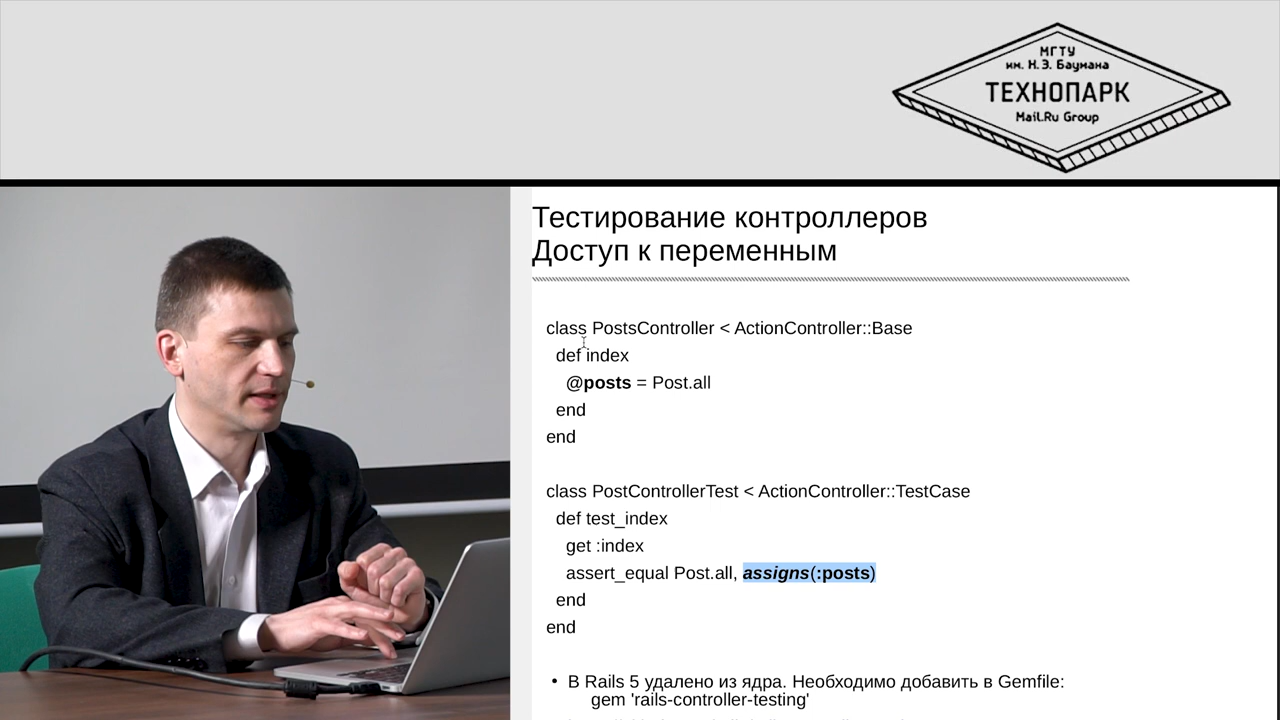 МГТУ
им. Н.Э. Баумана
ТЕХНОПАРК
Mail.Ru Group
Тестирование контроллеров
Доступ к переменным
class PostsController < ActionController::Base
def index
@posts = Post.all
end
end
class PostControllerTest < ActionController::TestCase
def test_index
get :index
assert_equal Post.all, assigns(:posts)
end
end
• В Rails 5 удалено из ядра. Необходимо добавить в Gemfile:
gem 'rails-controller-testing'